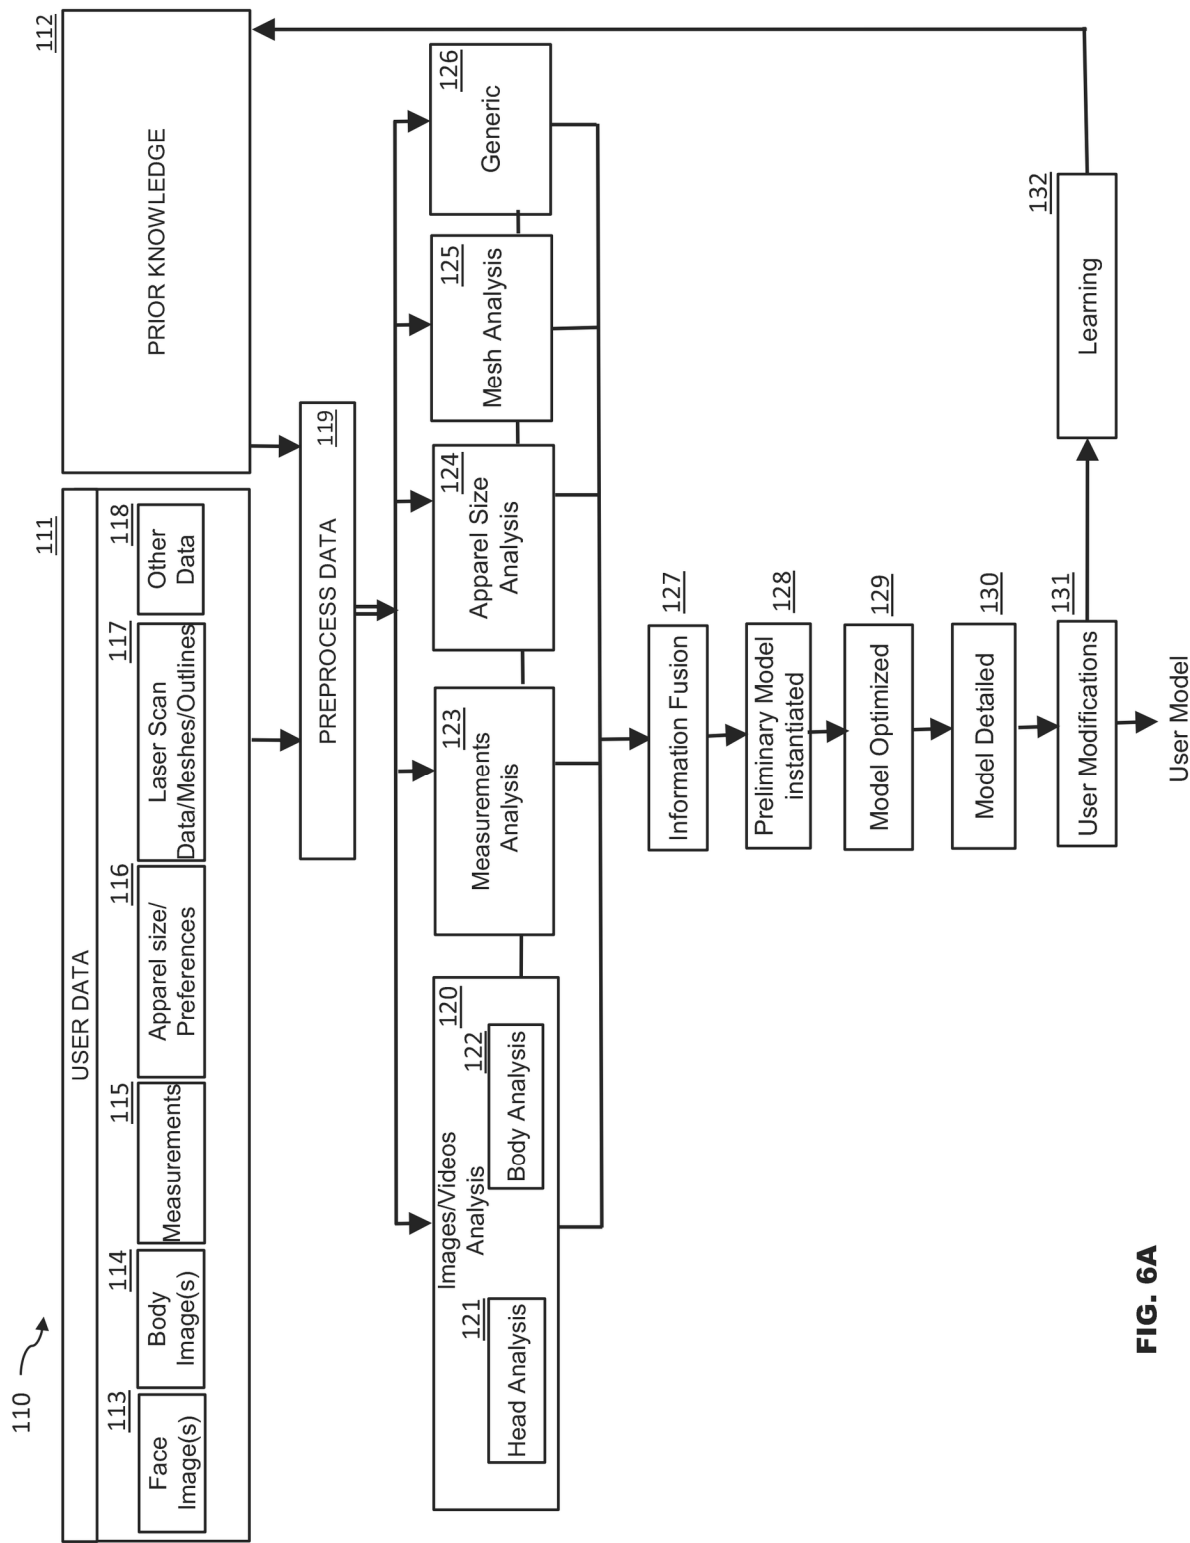 110
111
USER DATA
113
Face
Image(s)
114
Body
Image(s)
115
Measurements
116
Apparel size/
Preferences
117
Laser Scan
Data/Meshes/Outlines
118
Other
Data
112
PRIOR KNOWLEDGE
PREPROCESS DATA
119
120
Images/Videos
Analysis
121
Head Analysis
122
Body Analysis
123
Measurements
Analysis
124
Apparel Size
Analysis
125
Mesh Analysis
126
Generic
Information Fusion
127
Preliminary Model
instantiated
128
Model Optimized
129
Model Detailed
130
User Modifications
131
Learning
132
User Model
FIG. 6A